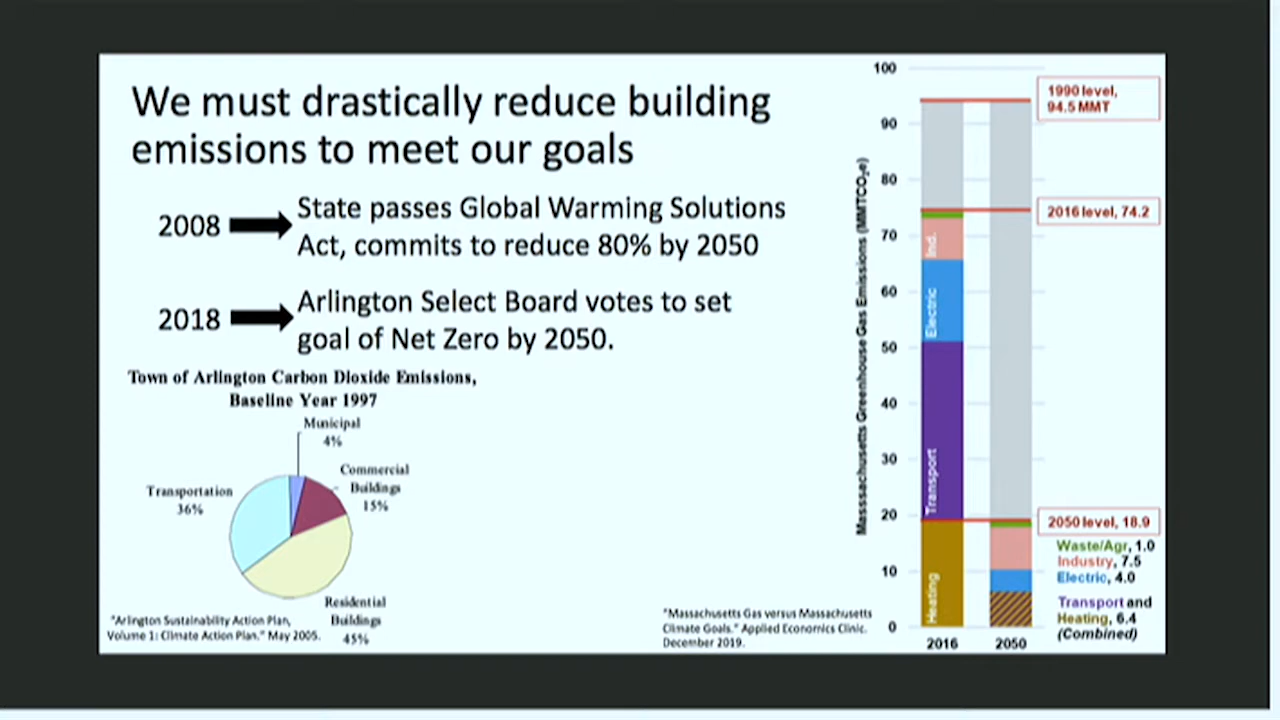 We must drastically reduce building
emissions to meet our goals
2008
State passes Global Warming Solutions
Act, commits to reduce 80% by 2050
2018
Arlington Select Board votes to set
goal of Net Zero by 2050.
Town of Arlington Carbon Dioxide Emissions,
Baseline Year 1997
Municipal
4%
Commercial
Buildings
15%
Transportation
36%
Residential
Buildings
45%
"Arlington Sustainability Action Plan,
Volume 1: Climate Action Plan." May 2005.
"Massachusetts Gas versus Massachusetts
Climate Goals." Applied Economics Clinic.
December 2019.
Masssachusetts Greenhouse Gas Emissions (MMTCO₂e)
100
90
80
70
60
50
40
30
20
10
0
Ind.
Electric
Transport
Heating
2016
2050
1990 level,
94.5 MMT
2016 level, 74.2
2050 level, 18.9
Waste/Agr, 1.0
Industry, 7.5
Electric, 4.0
Transport and
Heating, 6.4
(Combined)